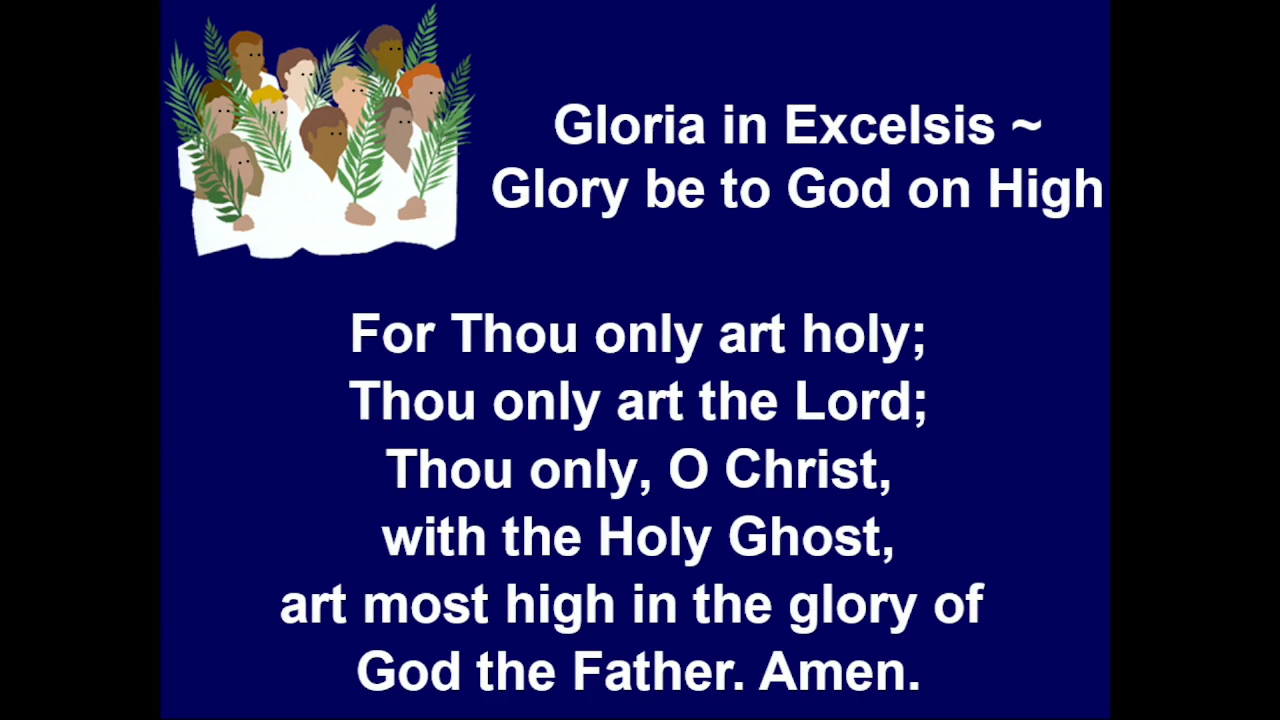 Gloria in Excelsis ~
Glory be to God on High
For Thou only art holy;
Thou only art the Lord;
Thou only, O Christ,
with the Holy Ghost,
art most high in the glory of
God the Father. Amen.